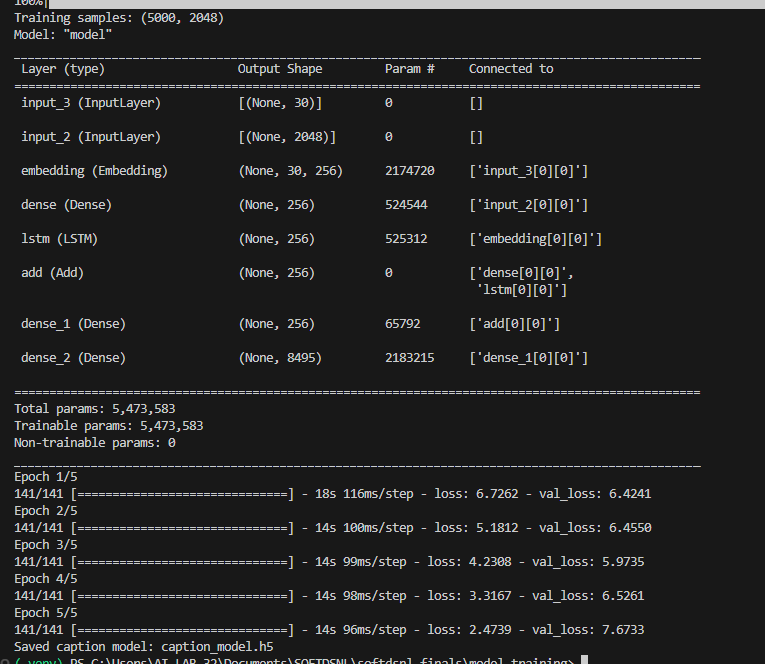 100%
Training samples: (5000, 2048)
Model: "model"
Layer (type) Output Shape Param # Connected to
input_3 (InputLayer) [(None, 30)] 0 []
input_2 (InputLayer) [(None, 2048)] 0 []
embedding (Embedding) (None, 30, 256) 2174720 ['input_3[0][0]']
dense (Dense) (None, 256) 524544 ['input_2[0][0]']
lstm (LSTM) (None, 256) 525312 ['embedding[0][0]']
add (Add) (None, 256) 0 ['dense[0][0]',
'lstm[0][0]']
dense_1 (Dense) (None, 256) 65792 ['add[0][0]']
dense_2 (Dense) (None, 8495) 2183215 ['dense_1[0][0]']
Total params: 5,473,583
Trainable params: 5,473,583
Non-trainable params: 0
Epoch 1/5
141/141 [==============================] - 18s 116ms/step - loss: 6.7262 - val_loss: 6.4241
Epoch 2/5
141/141 [==============================] - 14s 100ms/step - loss: 5.1812 - val_loss: 6.4550
Epoch 3/5
141/141 [==============================] - 14s 99ms/step - loss: 4.2308 - val_loss: 5.9735
Epoch 4/5
141/141 [==============================] - 14s 98ms/step - loss: 3.3167 - val_loss: 6.5261
Epoch 5/5
141/141 [==============================] - 14s 96ms/step - loss: 2.4739 - val_loss: 7.6733
Saved caption model: caption_model.h5
(.venv) PS C:\Users\AI LAB 32\Documents\SOFTDSNL\softdsnl_finals\model_training>